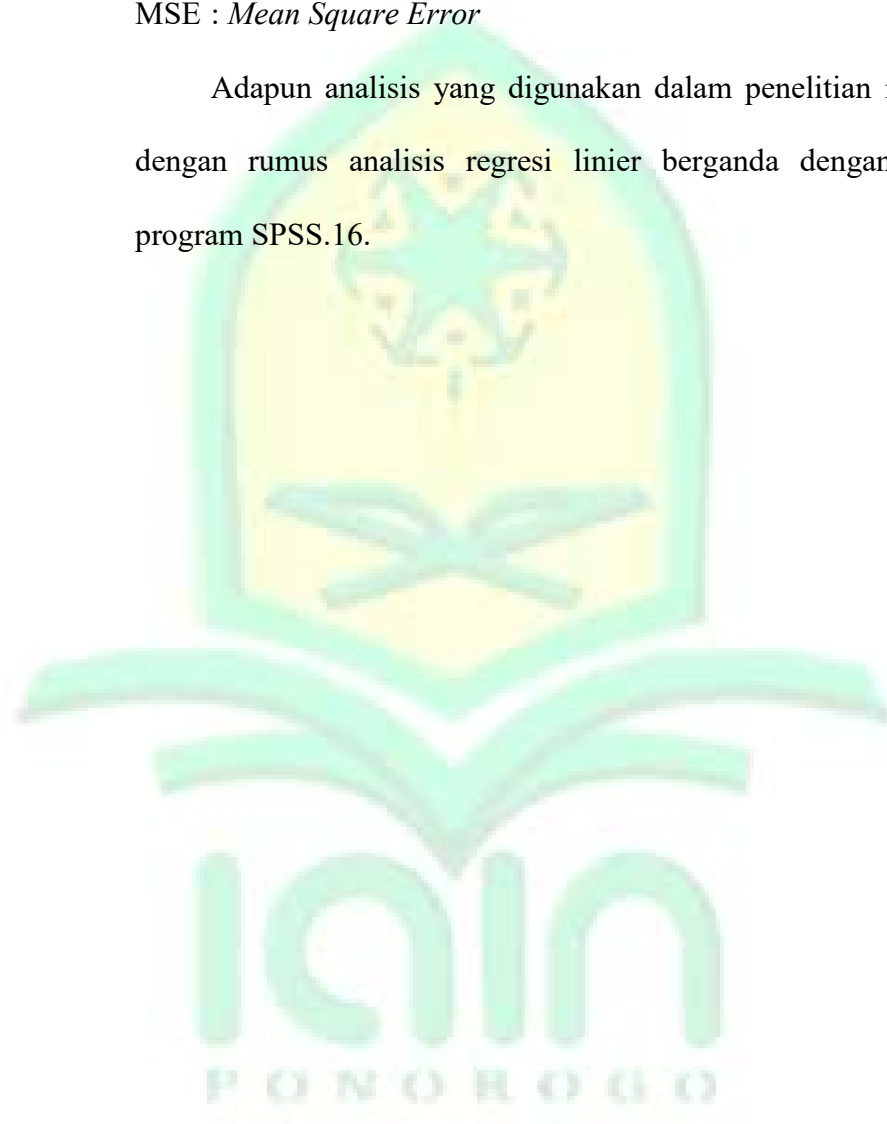 MSE : Mean Square Error
Adapun analisis yang digunakan dalam penelitian
dengan rumus analisis regresi linier berganda dengan
program SPSS.16.
iain
PONOROGO